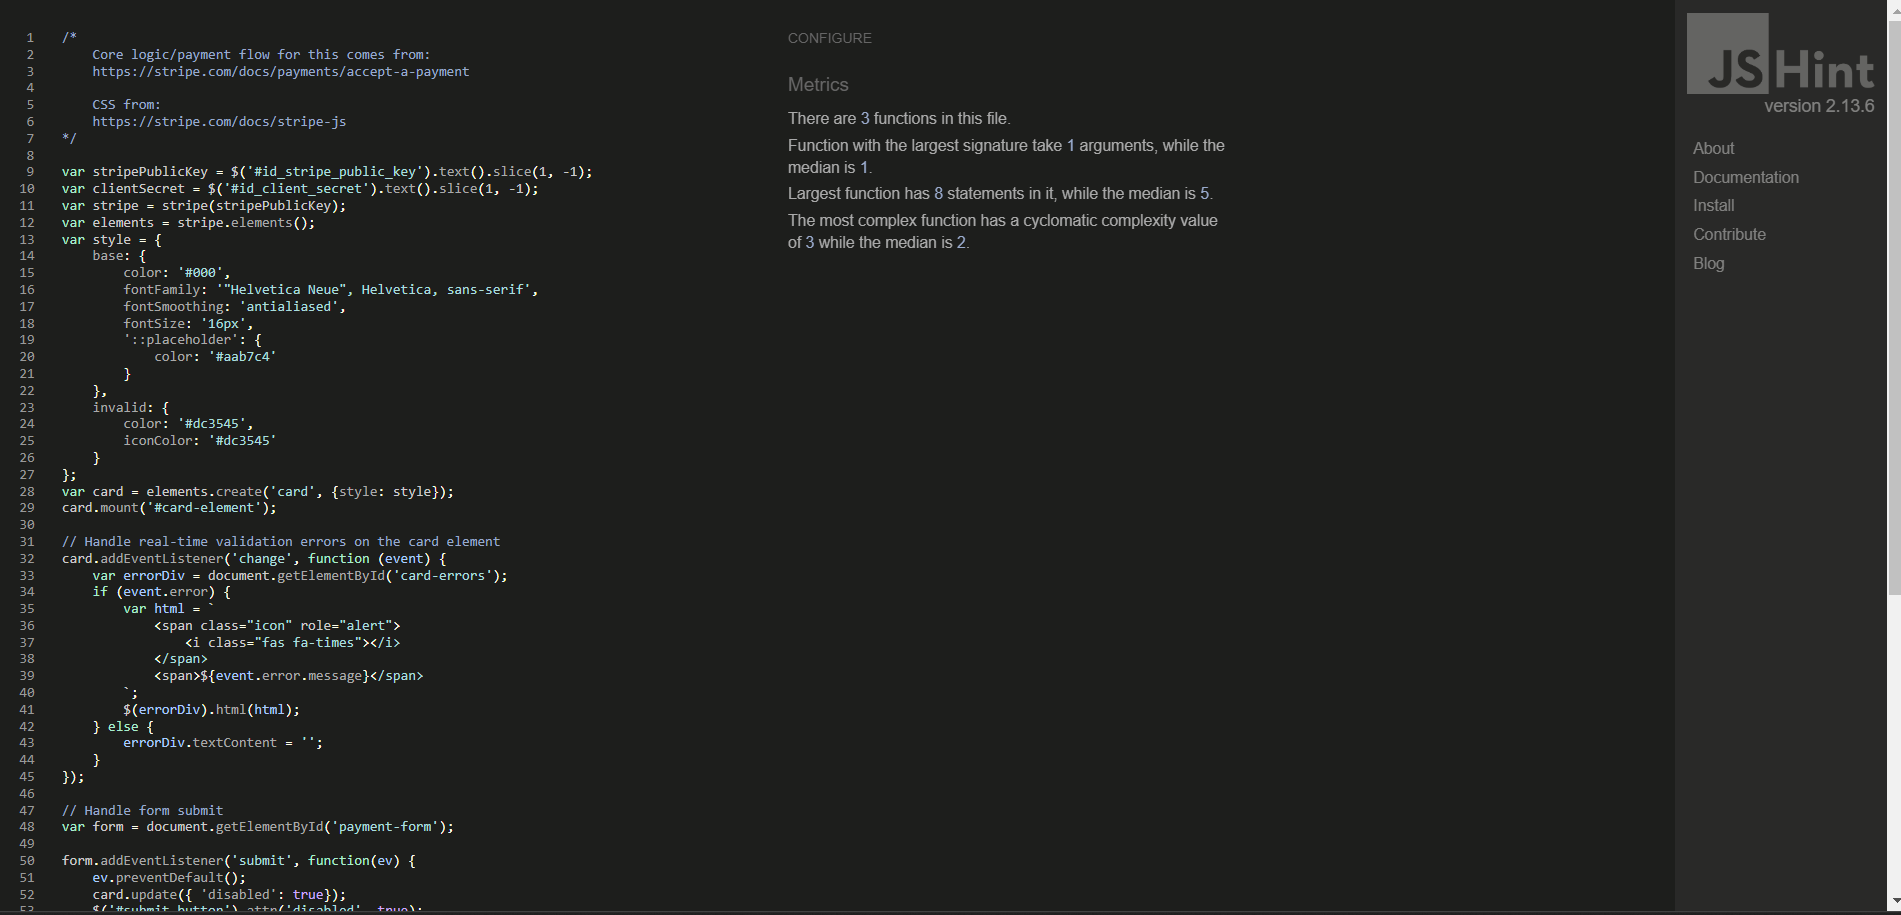 1 /*
2     Core logic/payment flow for this comes from:
3     https://stripe.com/docs/payments/accept-a-payment
4
5     CSS from:
6     https://stripe.com/docs/stripe-js
7 */
8
9 var stripePublicKey = $('#id_stripe_public_key').text().slice(1, -1);
10 var clientSecret = $('#id_client_secret').text().slice(1, -1);
11 var stripe = stripe(stripePublicKey);
12 var elements = stripe.elements();
13 var style = {
14     base: {
15         color: '#000',
16         fontFamily: '"Helvetica Neue", Helvetica, sans-serif',
17         fontSmoothing: 'antialiased',
18         fontSize: '16px',
19         '::placeholder': {
20             color: '#aab7c4'
21         }
22     },
23     invalid: {
24         color: '#dc3545',
25         iconColor: '#dc3545'
26     }
27 };
28 var card = elements.create('card', {style: style});
29 card.mount('#card-element');
30
31 // Handle real-time validation errors on the card element
32 card.addEventListener('change', function (event) {
33     var errorDiv = document.getElementById('card-errors');
34     if (event.error) {
35         var html = `
36             <span class="icon" role="alert">
37                 <i class="fas fa-times"></i>
38             </span>
39             <span>${event.error.message}</span>
40         `;
41         $(errorDiv).html(html);
42     } else {
43         errorDiv.textContent = '';
44     }
45 });
46
47 // Handle form submit
48 var form = document.getElementById('payment-form');
49
50 form.addEventListener('submit', function(ev) {
51     ev.preventDefault();
52     card.update({ 'disabled': true});
53     $('#submit-button').attr('disabled', true);
CONFIGURE
Metrics
There are 3 functions in this file.
Function with the largest signature take 1 arguments, while the
median is 1.
Largest function has 8 statements in it, while the median is 5.
The most complex function has a cyclomatic complexity value
of 3 while the median is 2.
JSHint
version 2.13.6
About
Documentation
Install
Contribute
Blog